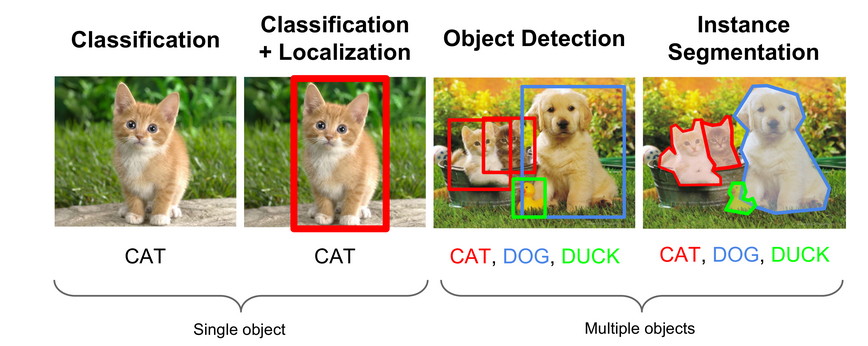 Classification
Classification
+ Localization
Object Detection
Instance
Segmentation
CAT
CAT
CAT, DOG, DUCK
CAT, DOG, DUCK
Single object
Multiple objects